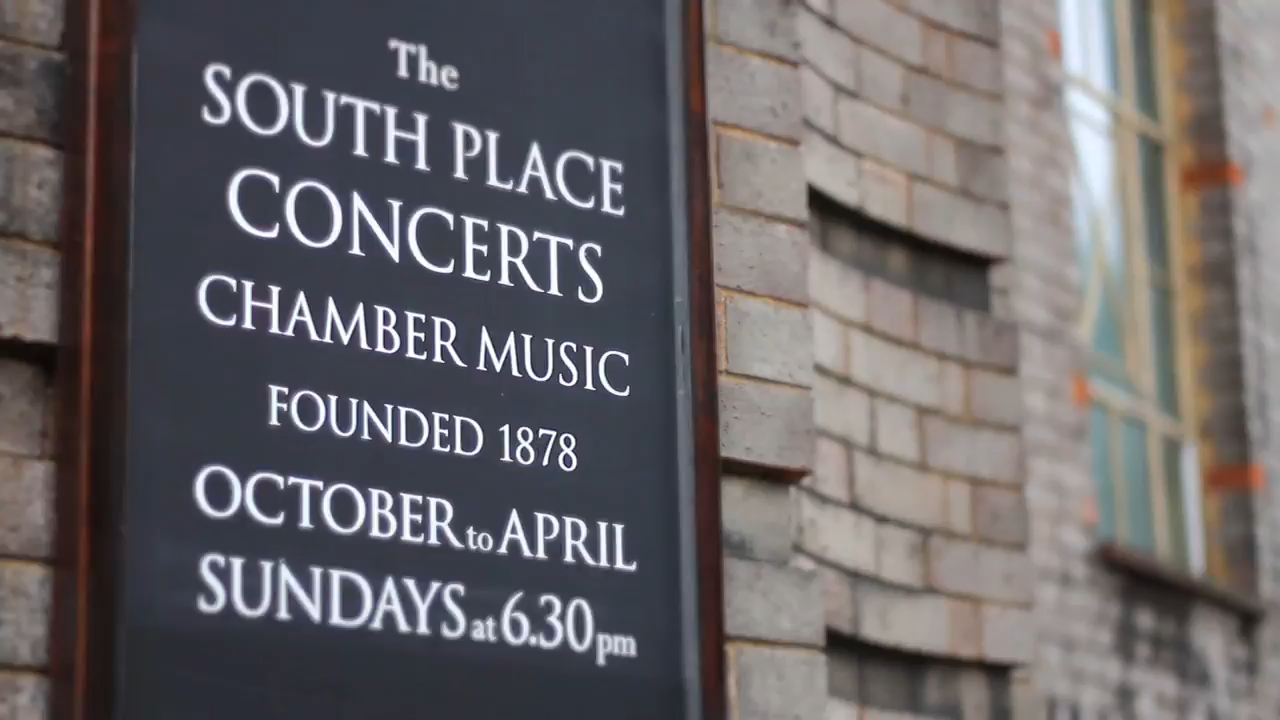 The
SOUTH PLACE
CONCERTS
CHAMBER MUSIC
FOUNDED 1878
OCTOBER to APRIL
SUNDAYS at 6.30 pm